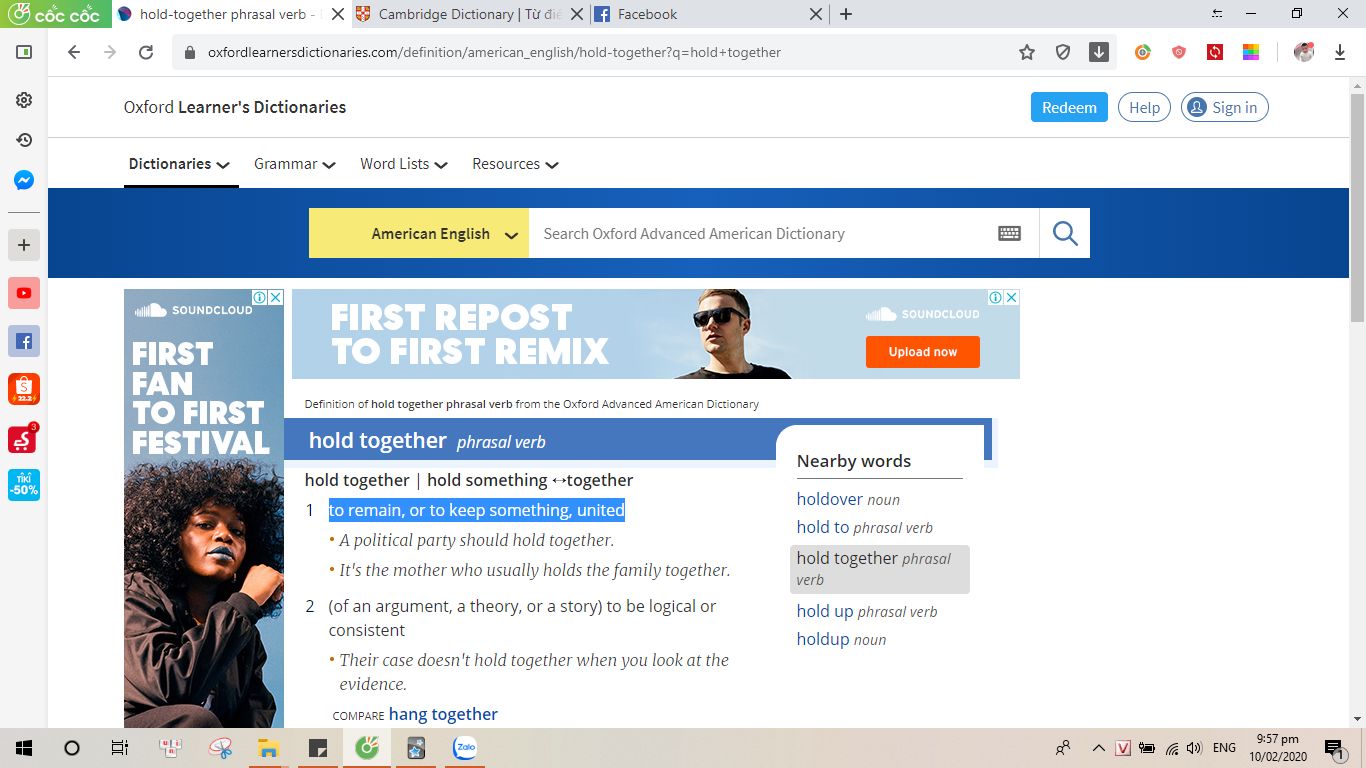 cốc cốc
hold-together phrasal verb -
Cambridge Dictionary | Từ điể
Facebook
oxfordlearnersdictionaries.com/definition/american_english/hold-together?q=hold+together
Oxford Learner's Dictionaries
Redeem
Help
Sign in
Dictionaries
Grammar
Word Lists
Resources
American English
Search Oxford Advanced American Dictionary
SOUNDCLOUD
FIRST
FAN
TO FIRST
FESTIVAL
FIRST REPOST
TO FIRST REMIX
SOUNDCLOUD
Upload now
Definition of hold together phrasal verb from the Oxford Advanced American Dictionary
hold together phrasal verb
hold together | hold something ↔together
1 to remain, or to keep something, united
• A political party should hold together.
• It's the mother who usually holds the family together.
2 (of an argument, a theory, or a story) to be logical or
consistent
• Their case doesn't hold together when you look at the
evidence.
COMPARE hang together
Nearby words
holdover noun
hold to phrasal verb
hold together phrasal
verb
hold up phrasal verb
holdup noun
22.2
3
TIKI
-50%
Zalo
V
ENG
9:57 pm
10/02/2020
1